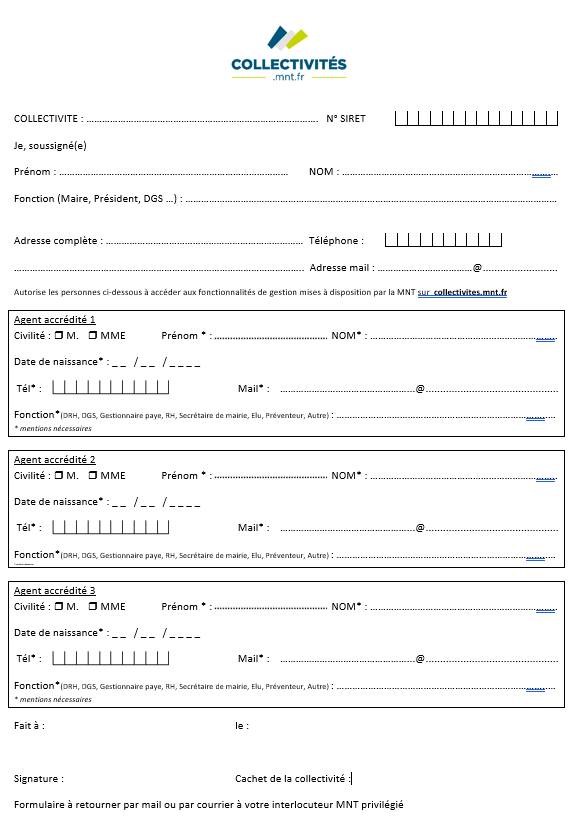 COLLECTIVITÉS
.mnt.fr
COLLECTIVITE : ................................................ N° SIRET
Je, soussigné(e)
Prénom : ................................................ NOM : ................................................
Fonction (Maire, Président, DGS ...) : ................................................
Adresse complète : ................................................ Téléphone :
................................................ Adresse mail : ........................@........................
Autorise les personnes ci-dessous à accéder aux fonctionnalités de gestion mises à disposition par la MNT sur collectivites.mnt.fr
Agent accrédité 1
Civilité : ❒ M. ❒ MME Prénom * : ................................ NOM* : ................................................
Date de naissance* : _ _ / _ _ / _ _ _ _
Tél* : Mail* : ................................@................................
Fonction*(DRH, DGS, Gestionnaire paye, RH, Secrétaire de mairie, Elu, Préventeur, Autre) : ................................................
* mentions nécessaires
Agent accrédité 2
Civilité : ❒ M. ❒ MME Prénom * : ................................ NOM* : ................................................
Date de naissance* : _ _ / _ _ / _ _ _ _
Tél* : Mail* : ................................@................................
Fonction*(DRH, DGS, Gestionnaire paye, RH, Secrétaire de mairie, Elu, Préventeur, Autre) : ................................................
Agent accrédité 3
Civilité : ❒ M. ❒ MME Prénom * : ................................ NOM* : ................................................
Date de naissance* : _ _ / _ _ / _ _ _ _
Tél* : Mail* : ................................@................................
Fonction*(DRH, DGS, Gestionnaire paye, RH, Secrétaire de mairie, Elu, Préventeur, Autre) : ................................................
* mentions nécessaires
Fait à : le :
Signature : Cachet de la collectivité :
Formulaire à retourner par mail ou par courrier à votre interlocuteur MNT privilégié